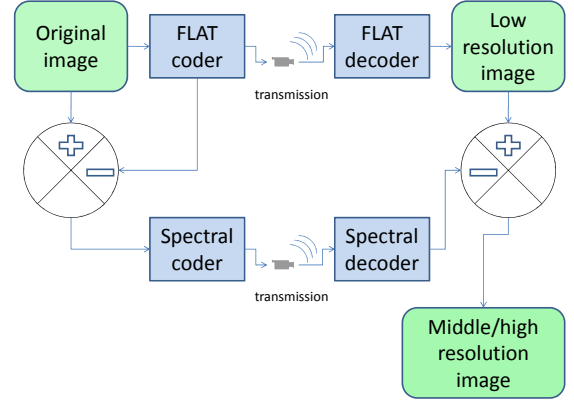 Original
image
FLAT
coder
transmission
FLAT
decoder
Low
resolution
image
Spectral
coder
transmission
Spectral
decoder
Middle/high
resolution
image